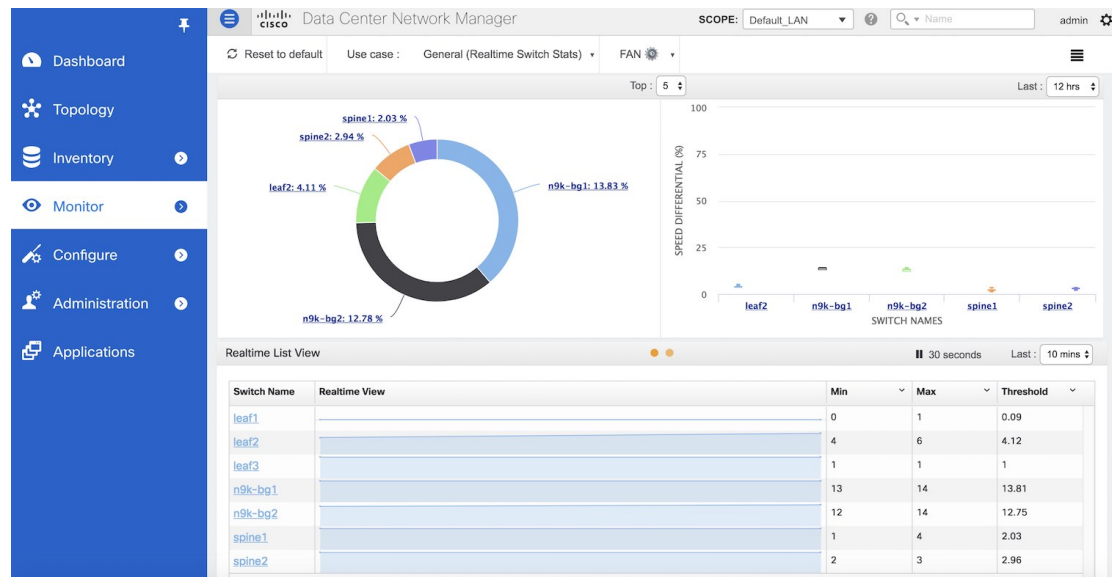 cisco Data Center Network Manager SCOPE: Default_LAN Name admin
Reset to default Use case : General (Realtime Switch Stats) FAN
Top : 5 Last : 12 hrs
Dashboard
Topology
Inventory
Monitor
Configure
Administration
Applications
spine1: 2.03 %
spine2: 2.94 %
leaf2: 4.11 %
n9k-bg1: 13.83 %
n9k-bg2: 12.78 %
SPEED DIFFERENTIAL (%)
100
75
50
25
0
leaf2 n9k-bg1 n9k-bg2 spine1 spine2
SWITCH NAMES
Realtime List View 30 seconds Last : 10 mins
Switch Name Realtime View Min Max Threshold
leaf1 0 1 0.09
leaf2 4 6 4.12
leaf3 1 1 1
n9k-bg1 13 14 13.81
n9k-bg2 12 14 12.75
spine1 1 4 2.03
spine2 2 3 2.96